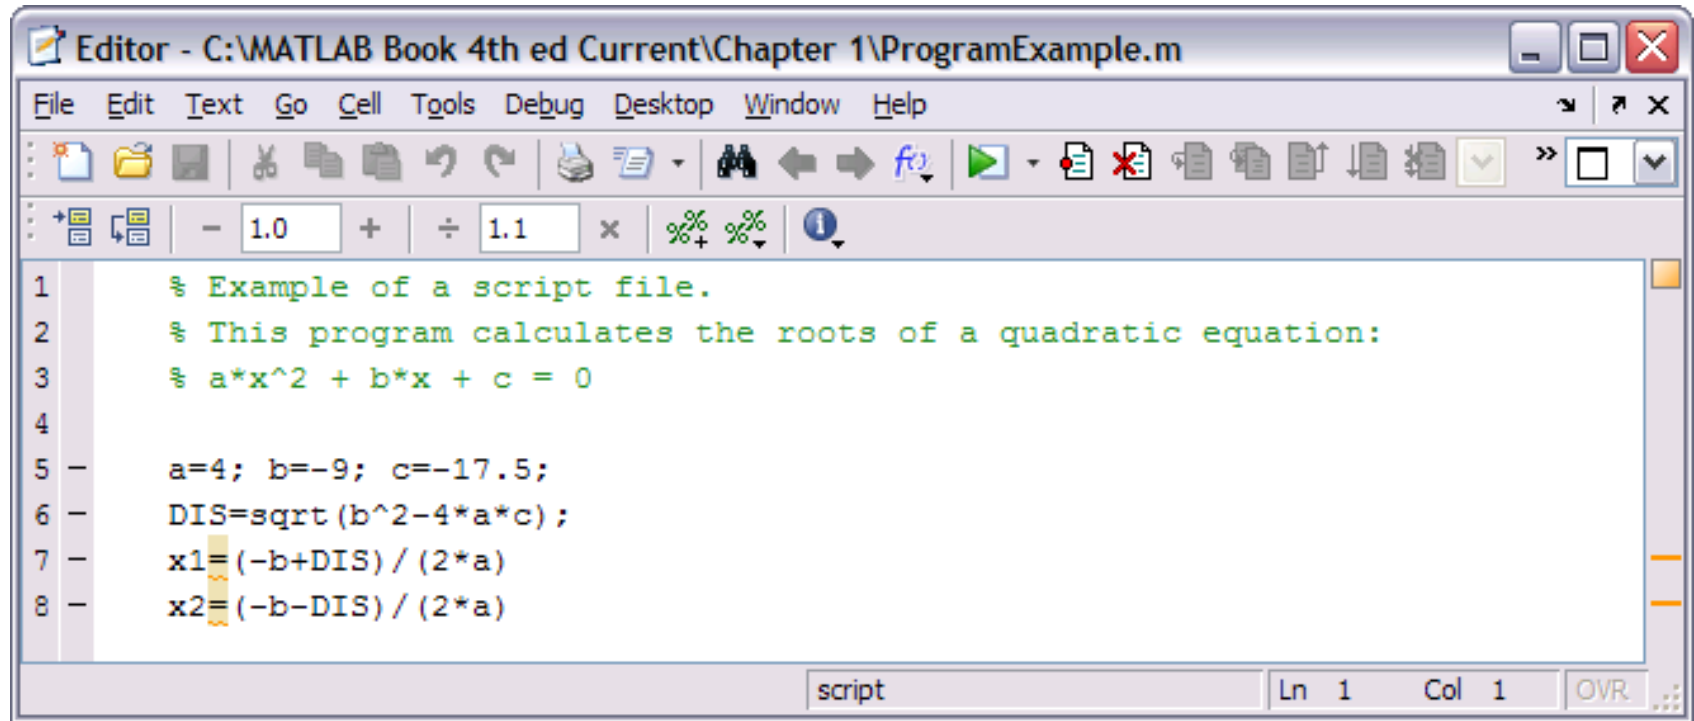 Editor - C:\MATLAB Book 4th ed Current\Chapter 1\ProgramExample.m
File Edit Text Go Cell Tools Debug Desktop Window Help
- 1.0 + ÷ 1.1 ×
1 % Example of a script file.
2 % This program calculates the roots of a quadratic equation:
3 % a*x^2 + b*x + c = 0
4
5 - a=4; b=-9; c=-17.5;
6 - DIS=sqrt(b^2-4*a*c);
7 - x1=(-b+DIS)/(2*a)
8 - x2=(-b-DIS)/(2*a)
script Ln 1 Col 1 OVR